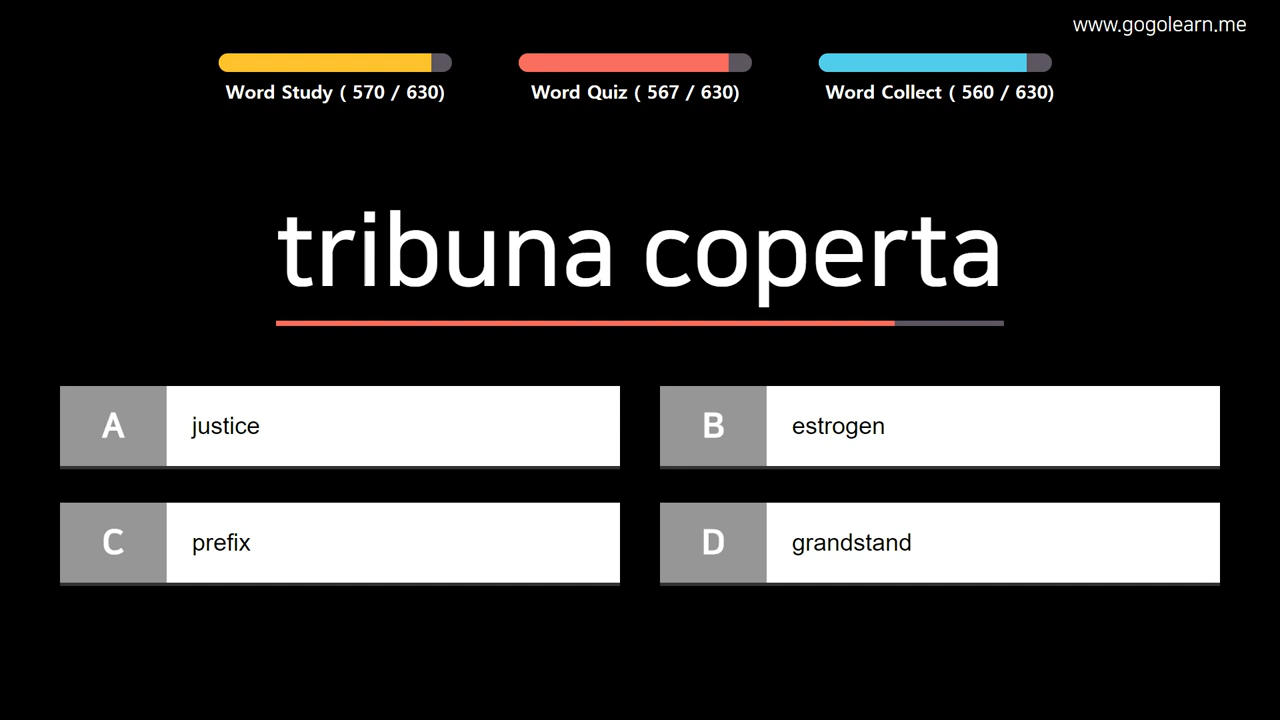 www.gogolearn.me
Word Study ( 570 / 630)
Word Quiz ( 567 / 630)
Word Collect ( 560 / 630)
tribuna coperta
A justice
B estrogen
C prefix
D grandstand